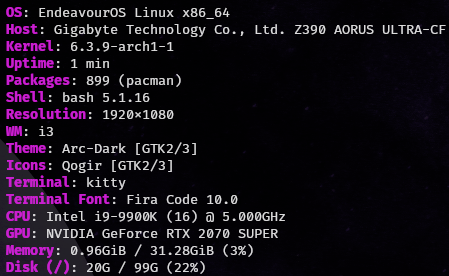 OS: EndeavourOS Linux x86_64
Host: Gigabyte Technology Co., Ltd. Z390 AORUS ULTRA-CF
Kernel: 6.3.9-arch1-1
Uptime: 1 min
Packages: 899 (pacman)
Shell: bash 5.1.16
Resolution: 1920×1080
WM: i3
Theme: Arc-Dark [GTK2/3]
Icons: Qogir [GTK2/3]
Terminal: kitty
Terminal Font: Fira Code 10.0
CPU: Intel i9-9900K (16) @ 5.000GHz
GPU: NVIDIA GeForce RTX 2070 SUPER
Memory: 0.96GiB / 31.28GiB (3%)
Disk (/): 20G / 99G (22%)